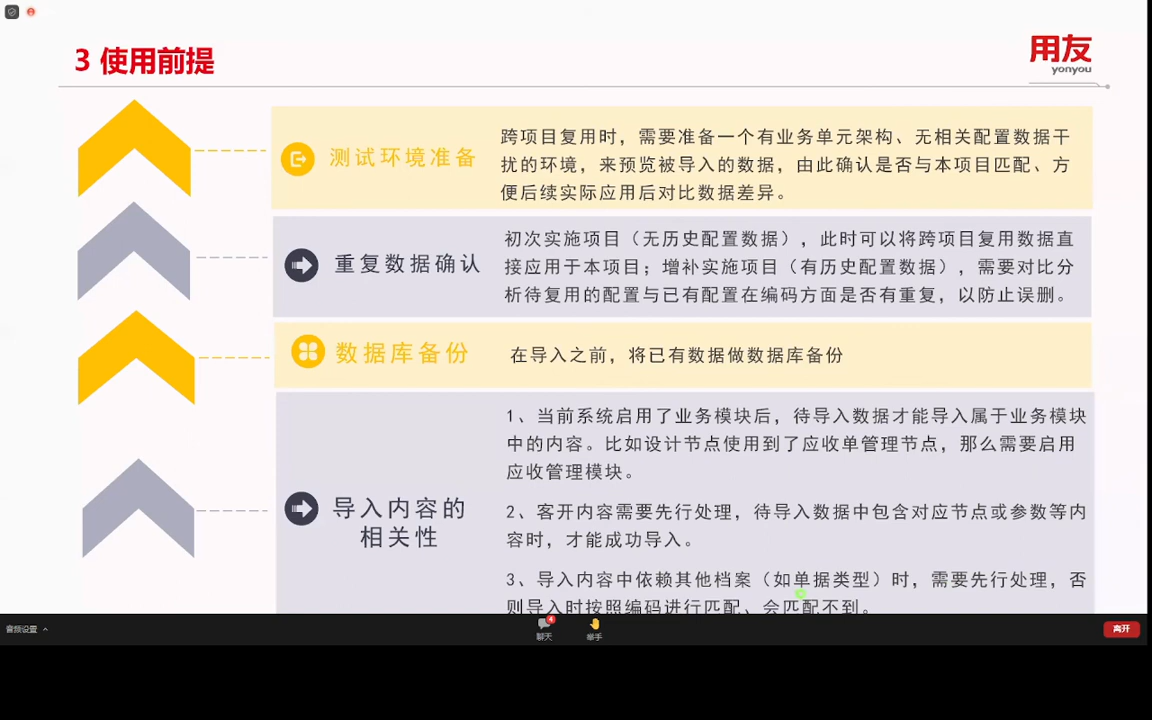 3 使用前提
用友
yonyou
测试环境准备
跨项目复用时，需要准备一个有业务单元架构、无相关配置数据干
扰的环境，来预览被导入的数据，由此确认是否与本项目匹配、方
便后续实际应用后对比数据差异。
重复数据确认
初次实施项目（无历史配置数据），此时可以将跨项目复用数据直
接应用于本项目；增补实施项目（有历史配置数据），需要对比分
析待复用的配置与已有配置在编码方面是否有重复，以防止误删。
数据库备份
在导入之前，将已有数据做数据库备份
导入内容的
相关性
1、当前系统启用了业务模块后，待导入数据才能导入属于业务模块
中的内容。比如设计节点使用到了应收单管理节点，那么需要启用
应收管理模块。
2、客开内容需要先行处理，待导入数据中包含对应节点或参数等内
容时，才能成功导入。
3、导入内容中依赖其他档案（如单据类型）时，需要先行处理，否
则导入时按照编码进行匹配、会匹配不到。
音频设置
4
聊天
举手
离开